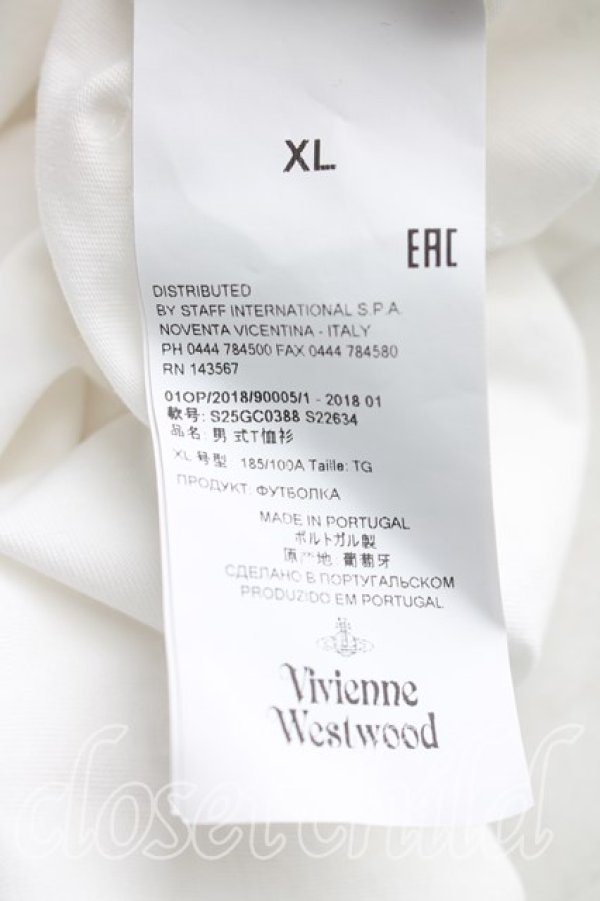 XL
EAC
DISTRIBUTED
BY STAFF INTERNATIONAL S.P.A.
NOVENTA VICENTINA - ITALY
PH 0444 784500 FAX 0444 784580
RN 143567
01OP/2018/90005/1 - 2018 01
款号: S25GC0388 S22634
品名: 男 式T恤衫
XL 号型 185/100A Taille: TG
ПРОДУКТ: ФУТБОЛКА
MADE IN PORTUGAL
ポルトガル製
原产地: 葡萄牙
СДЕЛАНО В ПОРТУГАЛЬСКОМ
PRODUZIDO EM PORTUGAL
Vivienne
Westwood
closet child